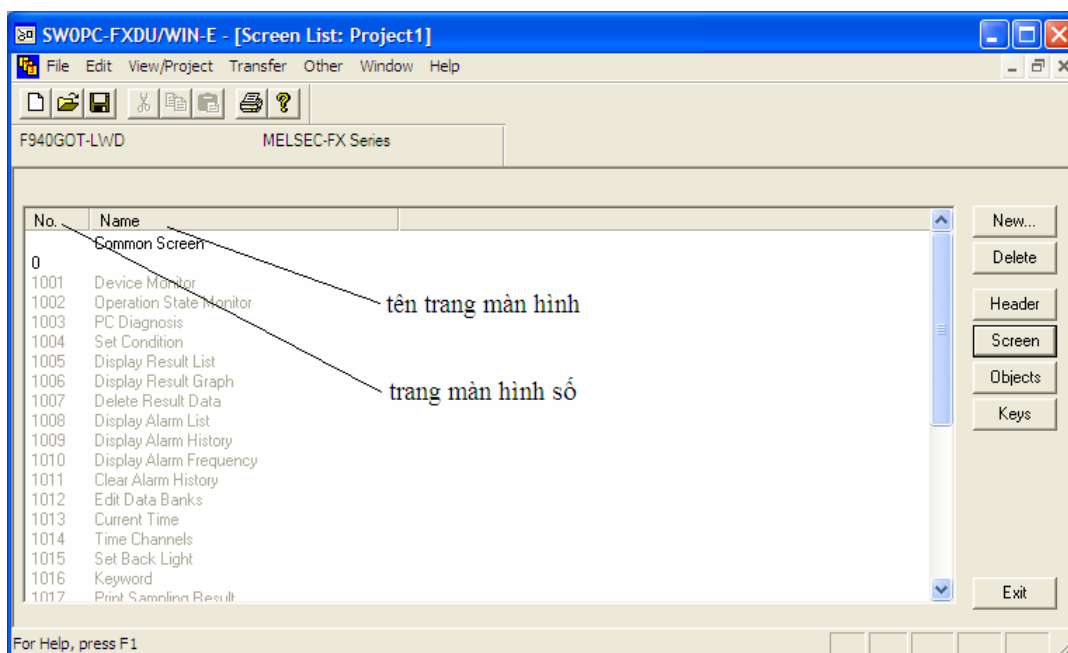 SW0PC-FXDU/WIN-E - [Screen List: Project1]
File Edit View/Project Transfer Other Window Help
F940GOT-LWD MELSEC-FX Series
No. Name
Common Screen
0
1001 Device Monitor
1002 Operation State Monitor
1003 PC Diagnosis
1004 Set Condition
1005 Display Result List
1006 Display Result Graph
1007 Delete Result Data
1008 Display Alarm List
1009 Display Alarm History
1010 Display Alarm Frequency
1011 Clear Alarm History
1012 Edit Data Banks
1013 Current Time
1014 Time Channels
1015 Set Back Light
1016 Keyword
1017 Print Sampling Result
tên trang màn hình
trang màn hình số
New...
Delete
Header
Screen
Objects
Keys
Exit
For Help, press F1